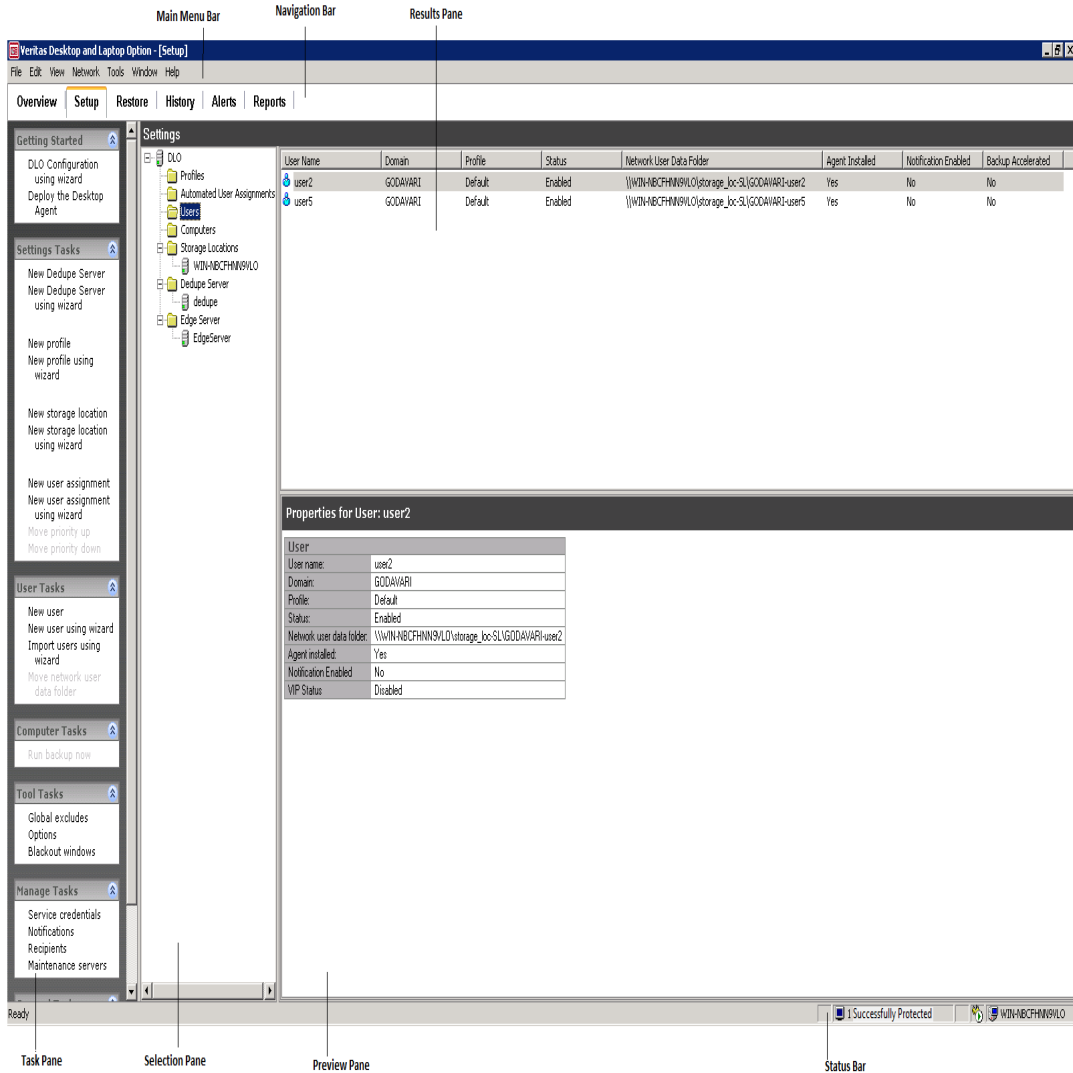 Main Menu Bar
Navigation Bar
Results Pane
Veritas Desktop and Laptop Option - [Setup]
File Edit View Network Tools Window Help
Overview Setup Restore History Alerts Reports
Getting Started
DLO Configuration
using wizard
Deploy the Desktop
Agent
Settings Tasks
New Dedupe Server
New Dedupe Server
using wizard
New profile
New profile using
wizard
New storage location
New storage location
using wizard
New user assignment
New user assignment
using wizard
Move priority up
Move priority down
User Tasks
New user
New user using wizard
Import users using
wizard
Move network user
data folder
Computer Tasks
Run backup now
Tool Tasks
Global excludes
Options
Blackout windows
Manage Tasks
Service credentials
Notifications
Recipients
Maintenance servers
Settings
DLO
Profiles
Automated User Assignments
Users
Computers
Storage Locations
WIN-NBCFHNN9VLO
Dedupe Server
dedupe
Edge Server
EdgeServer
User Name Domain Profile Status Network User Data Folder Agent Installed Notification Enabled Backup Accelerated
user2 GODAVARI Default Enabled \\WIN-NBCFHNN9VLO\storage_loc-SL\GODAVARI-user2 Yes No No
user5 GODAVARI Default Enabled \\WIN-NBCFHNN9VLO\storage_loc-SL\GODAVARI-user5 Yes No No
Properties for User: user2
User
User name: user2
Domain: GODAVARI
Profile: Default
Status: Enabled
Network user data folder: \\WIN-NBCFHNN9VLO\storage_loc-SL\GODAVARI-user2
Agent installed: Yes
Notification Enabled No
VIP Status Disabled
Ready
1 Successfully Protected
WIN-NBCFHNN9VLO
Task Pane
Selection Pane
Preview Pane
Status Bar